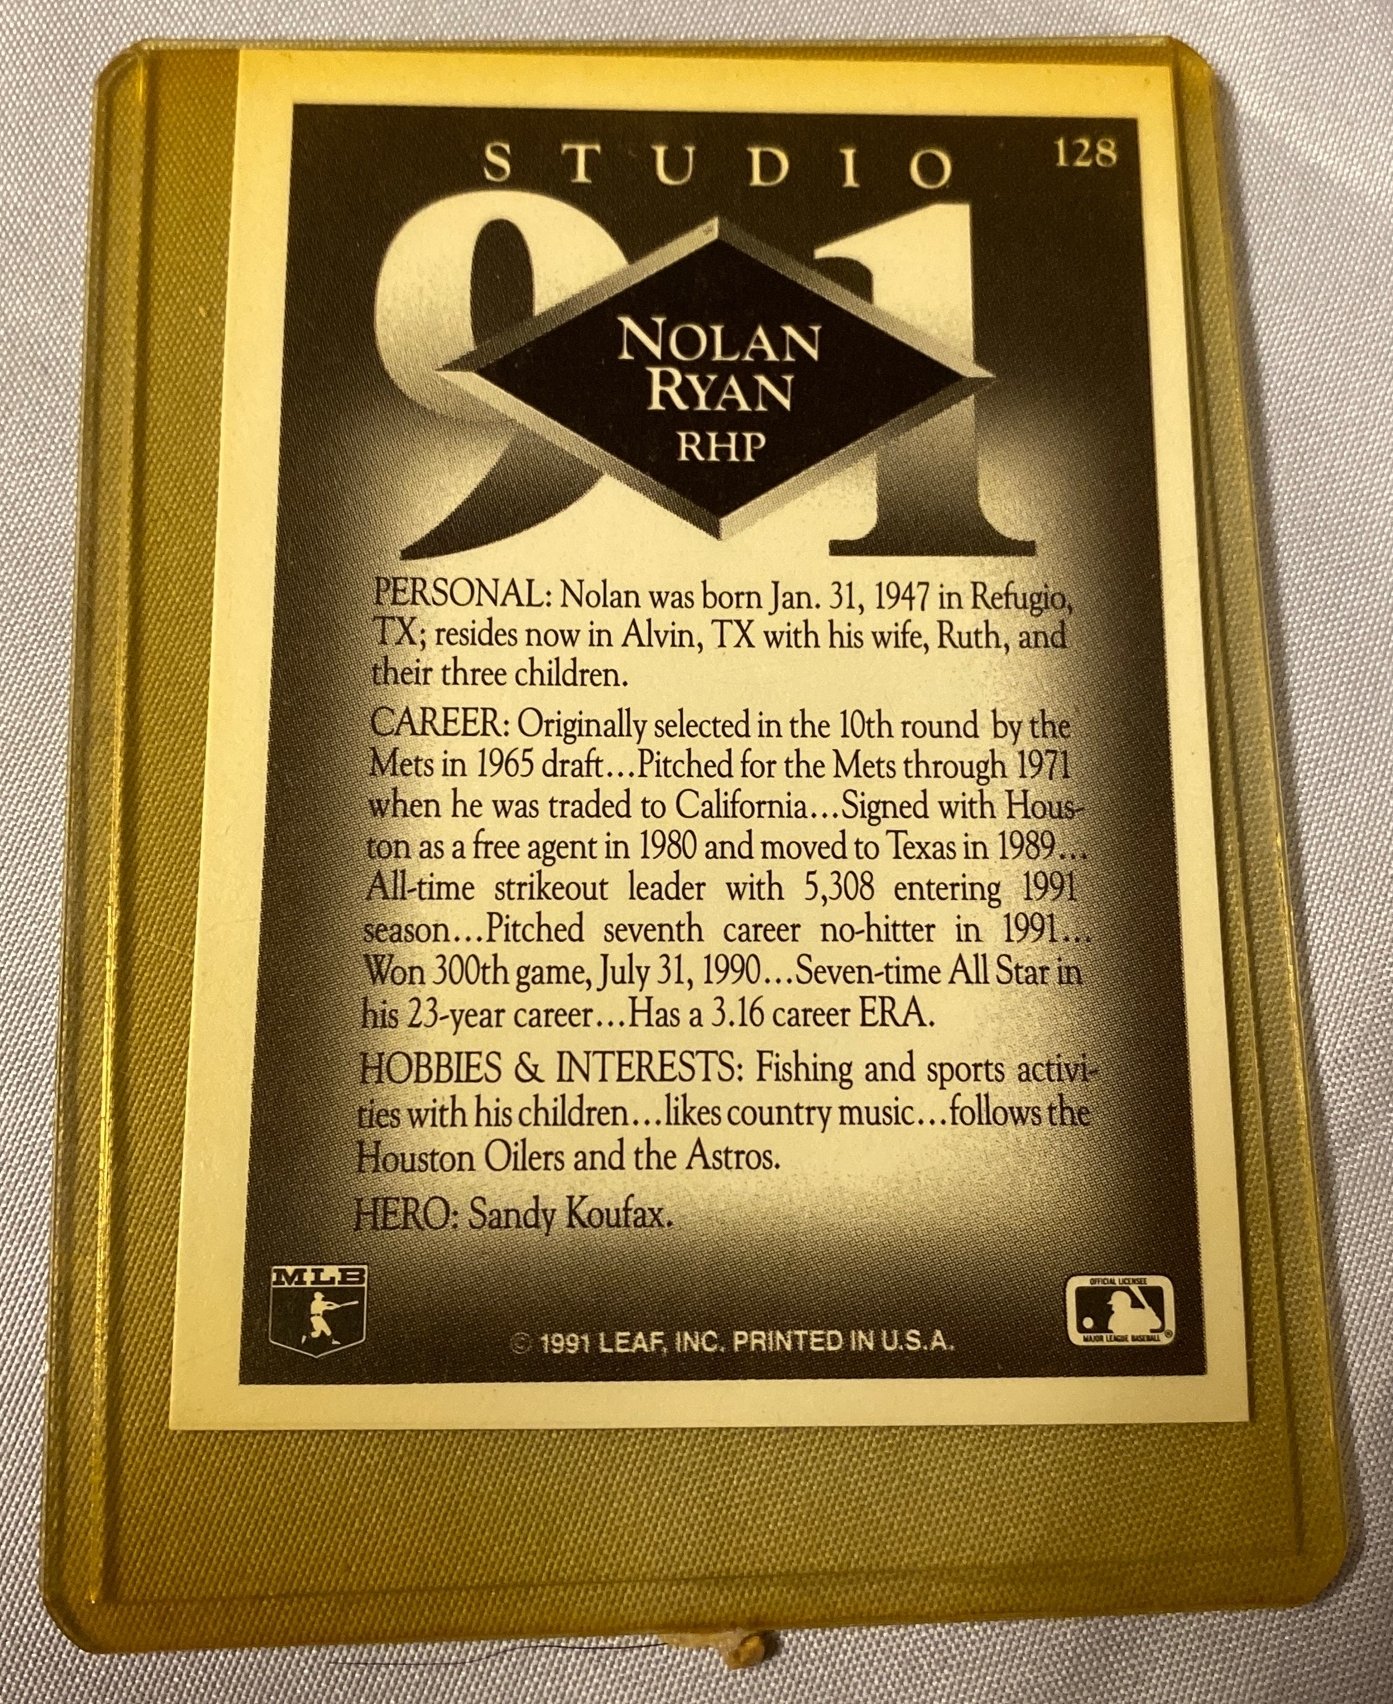 STUDIO
128
91
NOLAN
RYAN
RHP
PERSONAL: Nolan was born Jan. 31, 1947 in Refugio,
TX; resides now in Alvin, TX with his wife, Ruth, and
their three children.
CAREER: Originally selected in the 10th round by the
Mets in 1965 draft...Pitched for the Mets through 1971
when he was traded to California...Signed with Hous-
ton as a free agent in 1980 and moved to Texas in 1989...
All-time strikeout leader with 5,308 entering 1991
season...Pitched seventh career no-hitter in 1991...
Won 300th game, July 31, 1990...Seven-time All Star in
his 23-year career...Has a 3.16 career ERA.
HOBBIES & INTERESTS: Fishing and sports activi-
ties with his children...likes country music...follows the
Houston Oilers and the Astros.
HERO: Sandy Koufax.
MLB
OFFICIAL LICENSEE
MAJOR LEAGUE BASEBALL®
© 1991 LEAF, INC. PRINTED IN U.S.A.